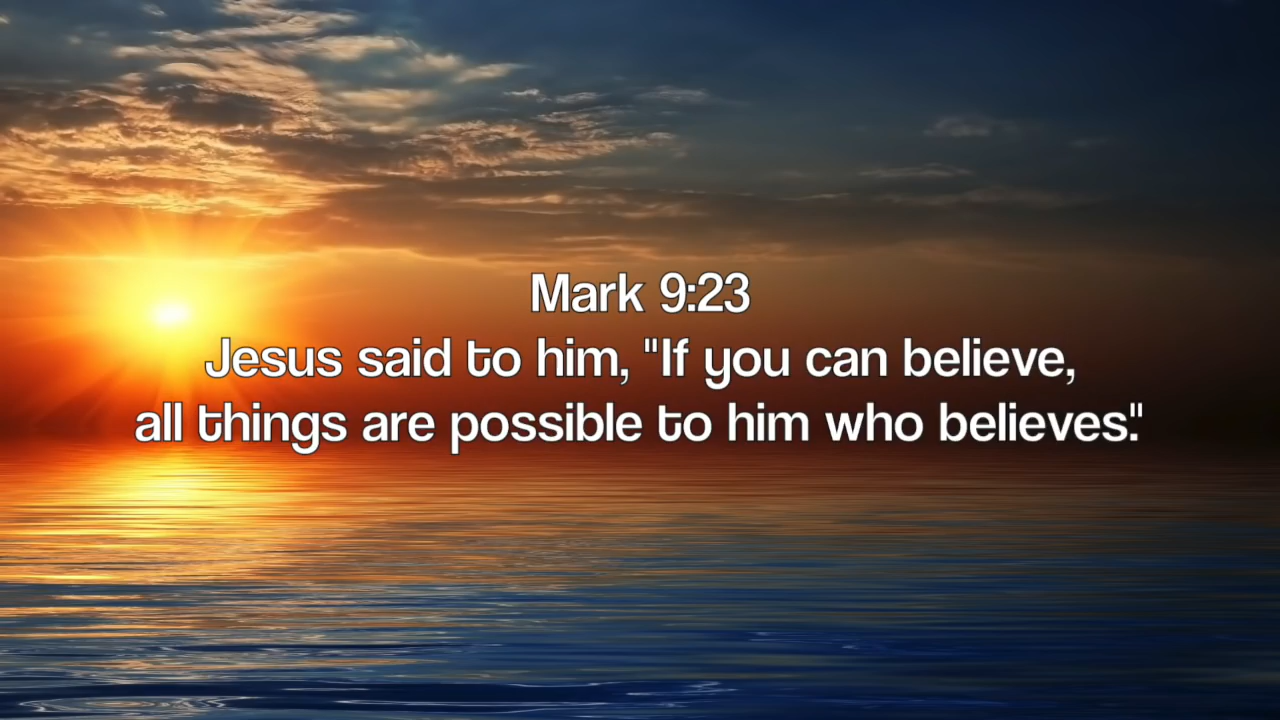 Mark 9:23
Jesus said to him, "If you can believe,
all things are possible to him who believes."